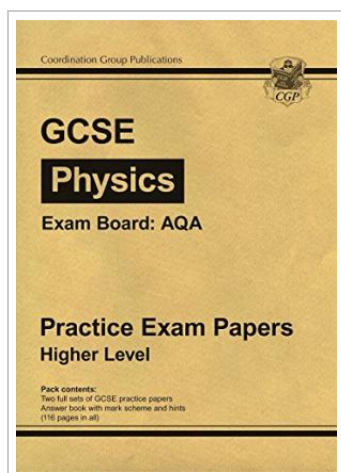 Coordination Group Publications
CGP
GCSE
Physics
Exam Board: AQA
Practice Exam Papers
Higher Level
Pack contents:
Two full sets of GCSE practice papers
Answer book with mark scheme and hints
(116 pages in all)